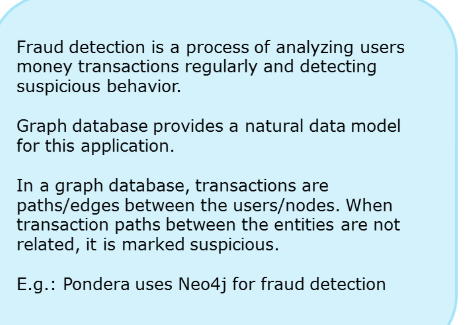 Fraud detection is a process of analyzing users
money transactions regularly and detecting
suspicious behavior.
Graph database provides a natural data model
for this application.
In a graph database, transactions are
paths/edges between the users/nodes. When
transaction paths between the entities are not
related, it is marked suspicious.
E.g.: Pondera uses Neo4j for fraud detection